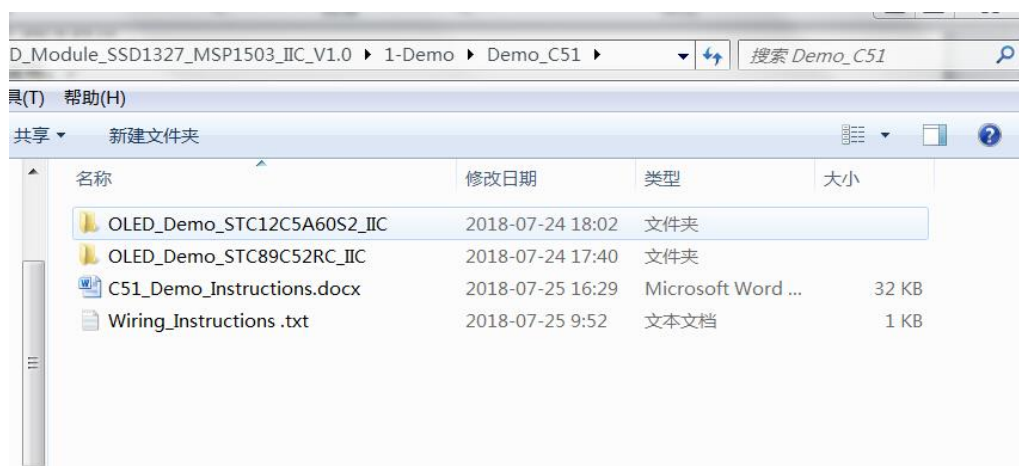 D_Module_SSD1327_MSP1503_IIC_V1.0 ▸ 1-Demo ▸ Demo_C51 ▸ 搜索 Demo_C51
具(T) 帮助(H)
共享 新建文件夹
名称 修改日期 类型 大小
OLED_Demo_STC12C5A60S2_IIC 2018-07-24 18:02 文件夹
OLED_Demo_STC89C52RC_IIC 2018-07-24 17:40 文件夹
C51_Demo_Instructions.docx 2018-07-25 16:29 Microsoft Word ... 32 KB
Wiring_Instructions .txt 2018-07-25 9:52 文本文档 1 KB